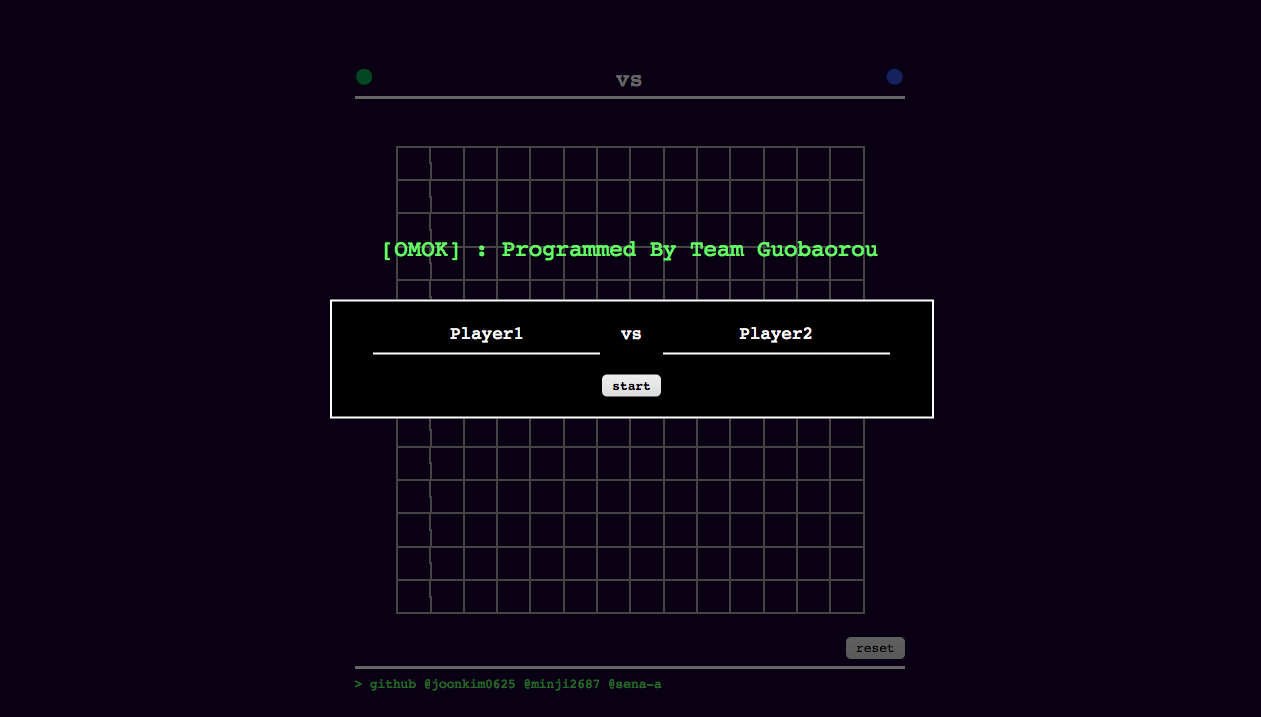 vs
[OMOK] : Programmed By Team Guobaorou
Player1 vs Player2
start
reset
> github @joonkim0625 @minji2687 @sena-a